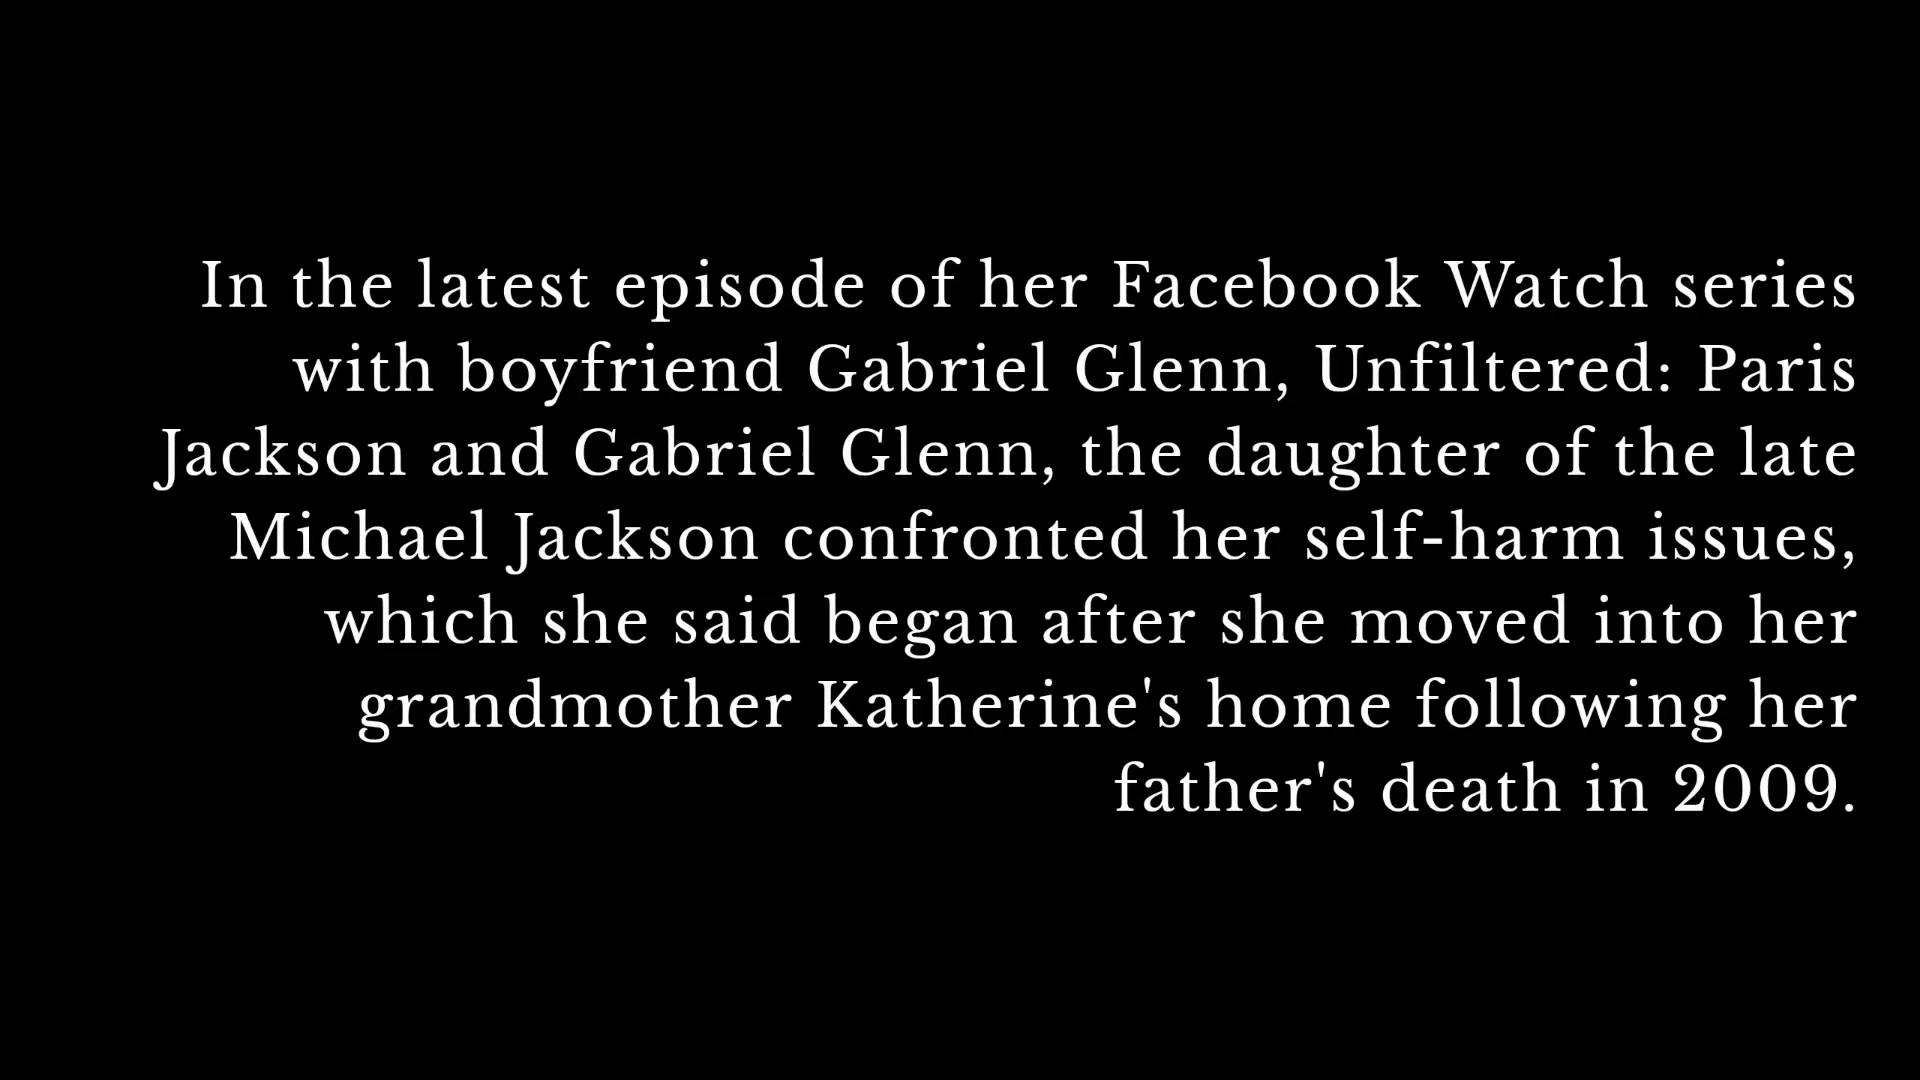 In the latest episode of her Facebook Watch series
with boyfriend Gabriel Glenn, Unfiltered: Paris
Jackson and Gabriel Glenn, the daughter of the late
Michael Jackson confronted her self-harm issues,
which she said began after she moved into her
grandmother Katherine's home following her
father's death in 2009.